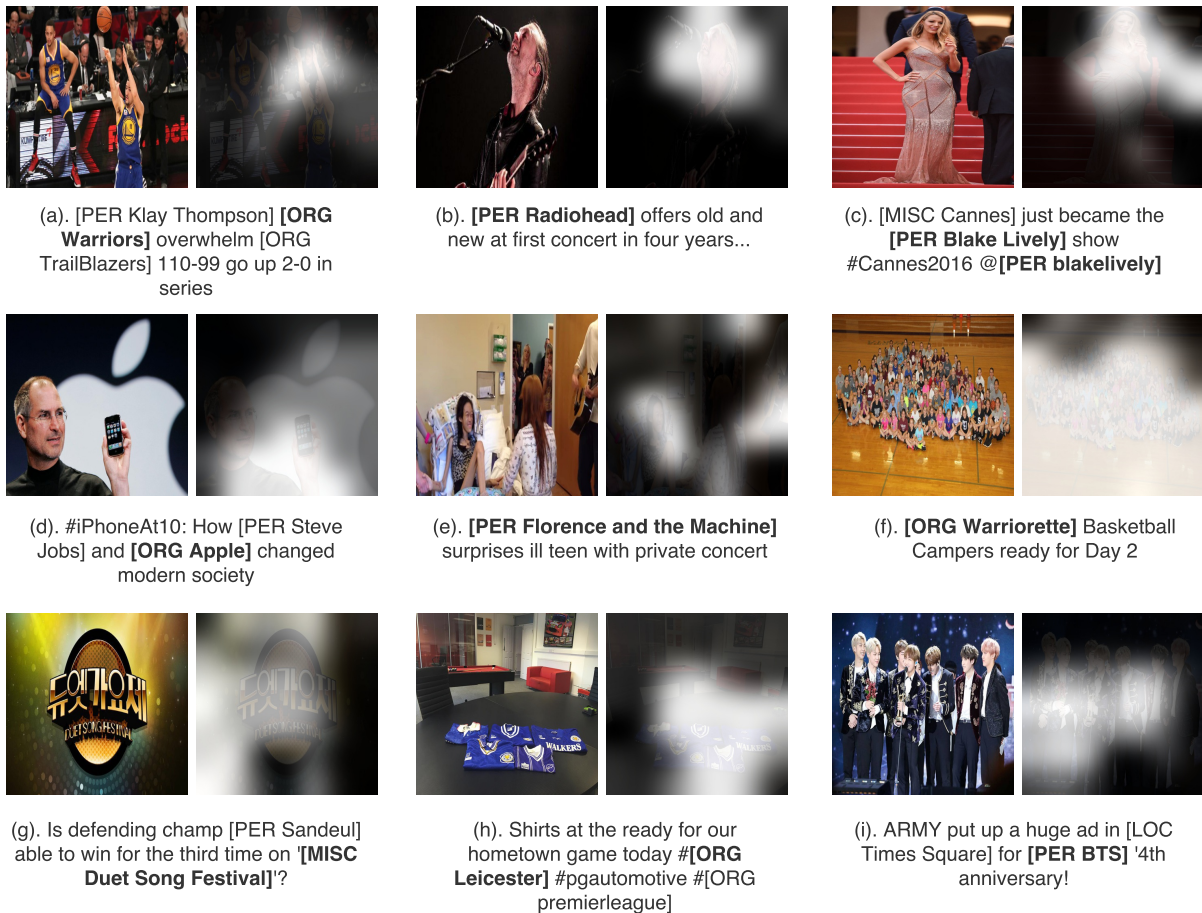 (a). [PER Klay Thompson] [ORG
Warriors] overwhelm [ORG
TrailBlazers] 110-99 go up 2-0 in
series
(b). [PER Radiohead] offers old and
new at first concert in four years...
(c). [MISC Cannes] just became the
[PER Blake Lively] show
#Cannes2016 @[PER blakelively]
(d). #iPhoneAt10: How [PER Steve
Jobs] and [ORG Apple] changed
modern society
(e). [PER Florence and the Machine]
surprises ill teen with private concert
(f). [ORG Warriorette] Basketball
Campers ready for Day 2
듀엣가요제
DUET SONG FESTIVAL
WALKERS
(g). Is defending champ [PER Sandeul]
able to win for the third time on '[MISC
Duet Song Festival]'?
(h). Shirts at the ready for our
hometown game today #[ORG
Leicester] #pgautomotive #[ORG
premierleague]
(i). ARMY put up a huge ad in [LOC
Times Square] for [PER BTS] '4th
anniversary!